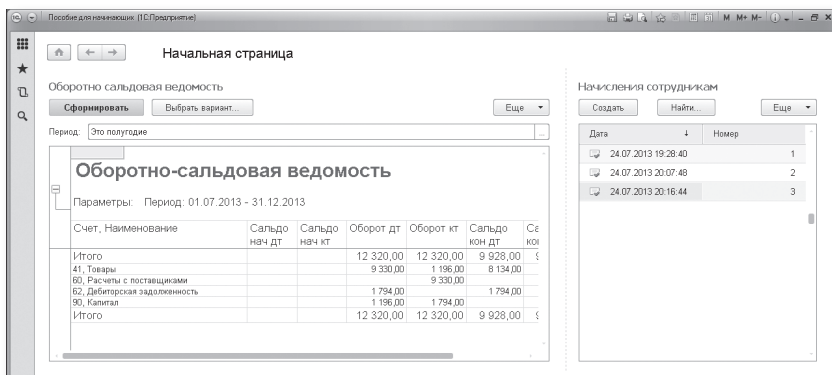 Пособие для начинающих (1С:Предприятие)
M M+ M-
Начальная страница
Оборотно сальдовая ведомость
Сформировать Выбрать вариант... Еще
Период: Это полугодие ...
Оборотно-сальдовая ведомость
Параметры: Период: 01.07.2013 - 31.12.2013
Счет, Наименование Сальдо нач дт Сальдо нач кт Оборот дт Оборот кт Сальдо кон дт Са кон
Итого 12 320,00 12 320,00 9 928,00 9
41, Товары 9 330,00 1 196,00 8 134,00
60, Расчеты с поставщиками 9 330,00
62, Дебиторская задолженность 1 794,00 1 794,00
90, Капитал 1 196,00 1 794,00
Итого 12 320,00 12 320,00 9 928,00 9
Начисления сотрудникам
Создать Найти... Еще
Дата ↓ Номер
24.07.2013 19:28:40 1
24.07.2013 20:07:48 2
24.07.2013 20:16:44 3